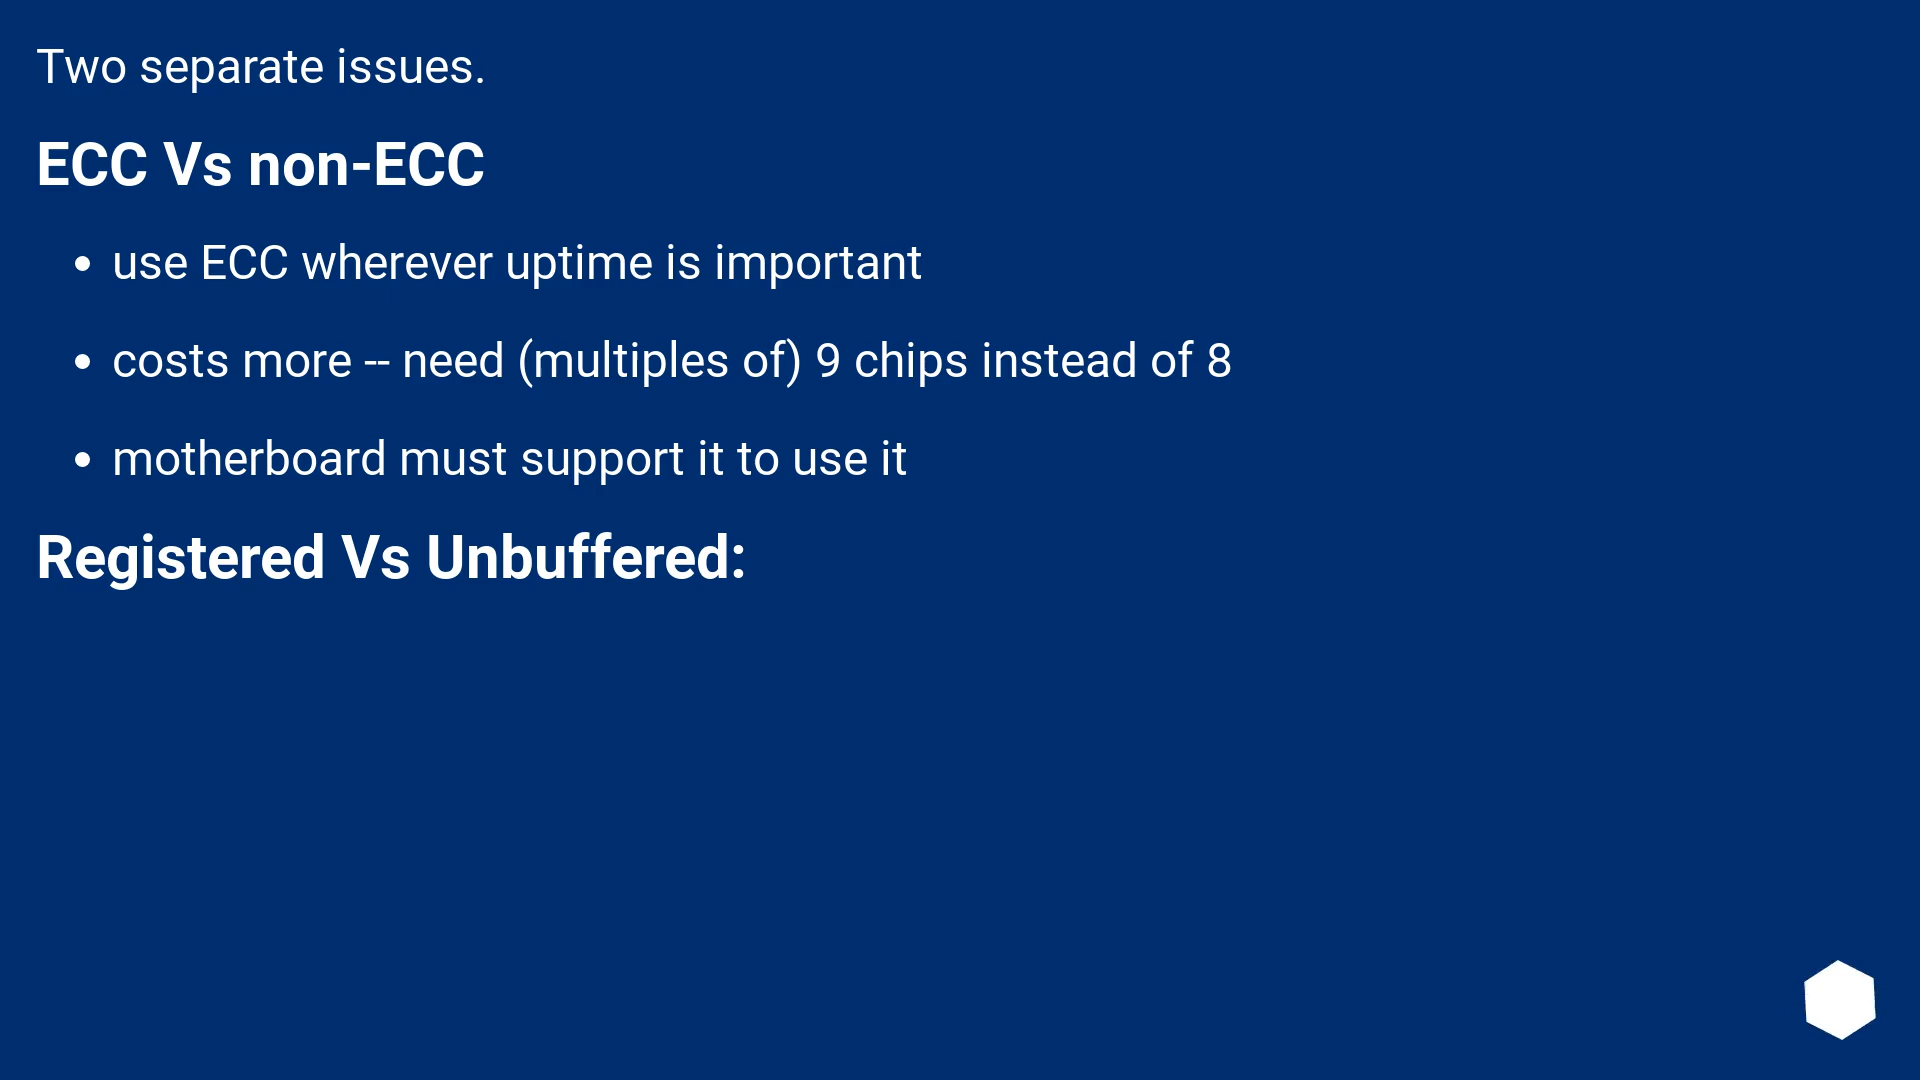 Two separate issues.
ECC Vs non-ECC
• use ECC wherever uptime is important
• costs more -- need (multiples of) 9 chips instead of 8
• motherboard must support it to use it
Registered Vs Unbuffered: